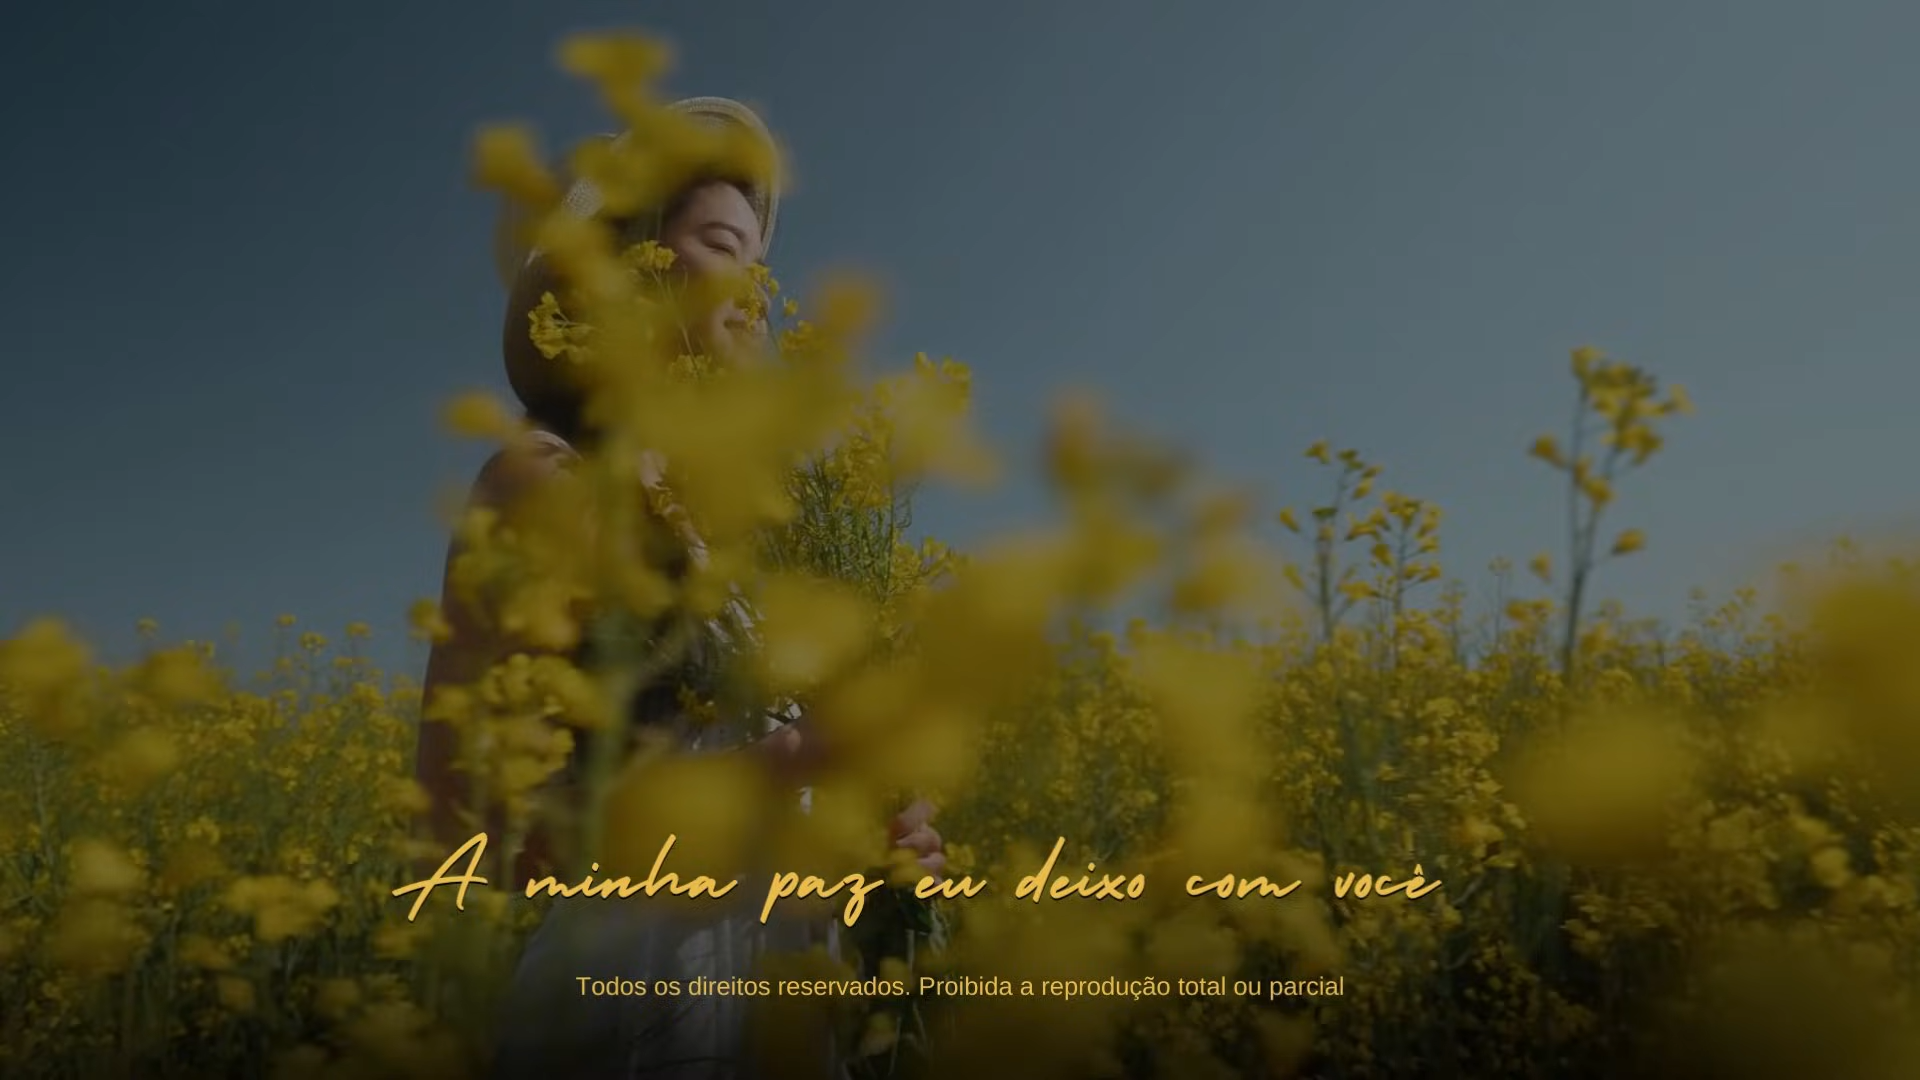 A minha paz eu deixo com você
Todos os direitos reservados. Proibida a reprodução total ou parcial